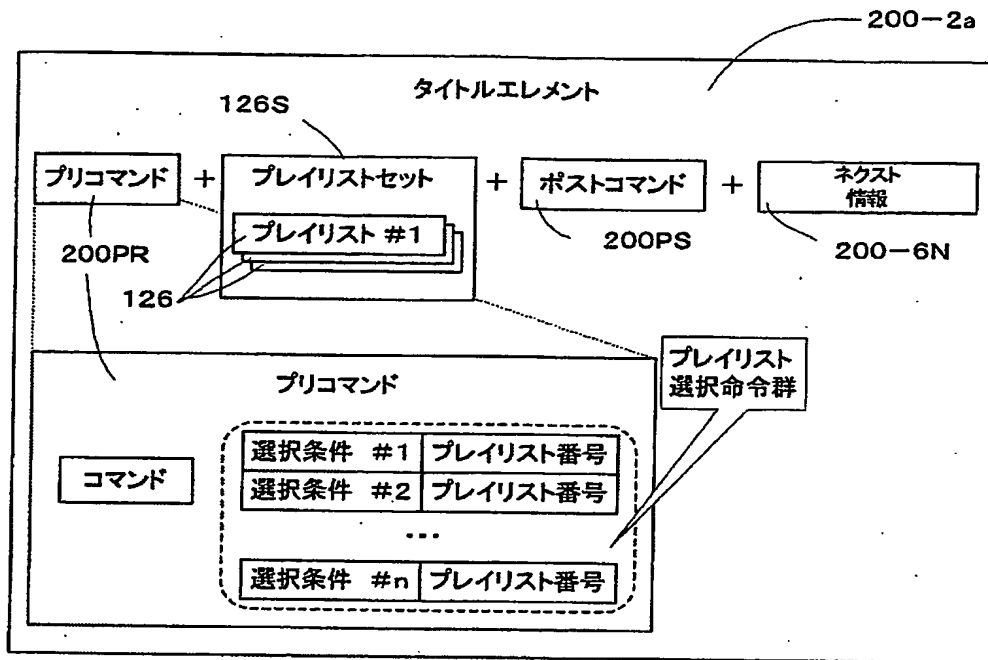 200-2a
タイトルエレメント
126S
プリコマンド + プレイリストセット + ポストコマンド + ネクスト
情報
プレイリスト #1
200PR
200PS
200-6N
126
プレイリスト
選択命令群
プリコマンド
コマンド
選択条件 #1 プレイリスト番号
選択条件 #2 プレイリスト番号
...
選択条件 #n プレイリスト番号